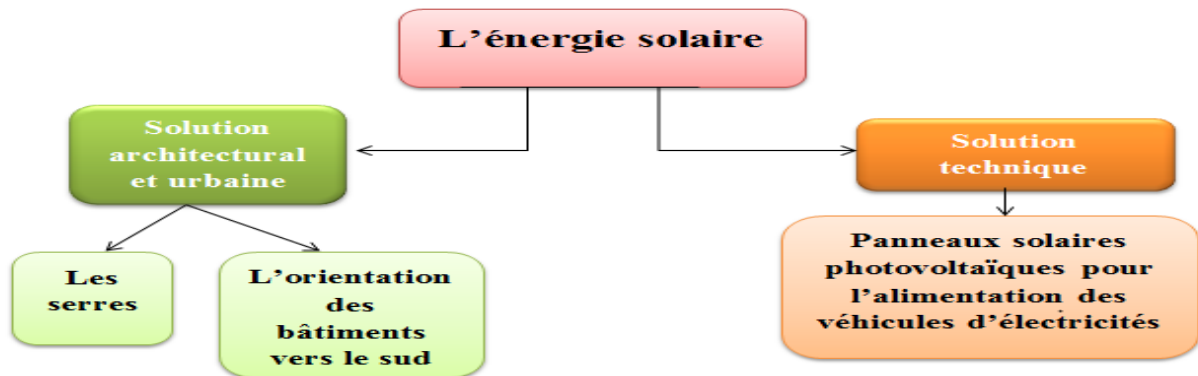 L'énergie solaire
Solution
architectural
et urbaine
Solution
technique
Les
serres
L'orientation
des
bâtiments
vers le sud
Panneaux solaires
photovoltaïques pour
l'alimentation des
véhicules d'électricités